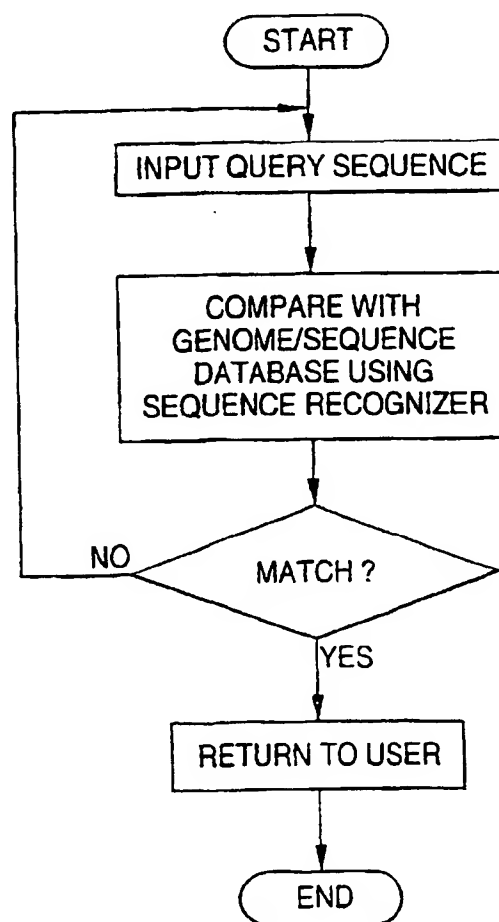 START
INPUT QUERY SEQUENCE
COMPARE WITH
GENOME/SEQUENCE
DATABASE USING
SEQUENCE RECOGNIZER
MATCH ?
NO
YES
RETURN TO USER
END